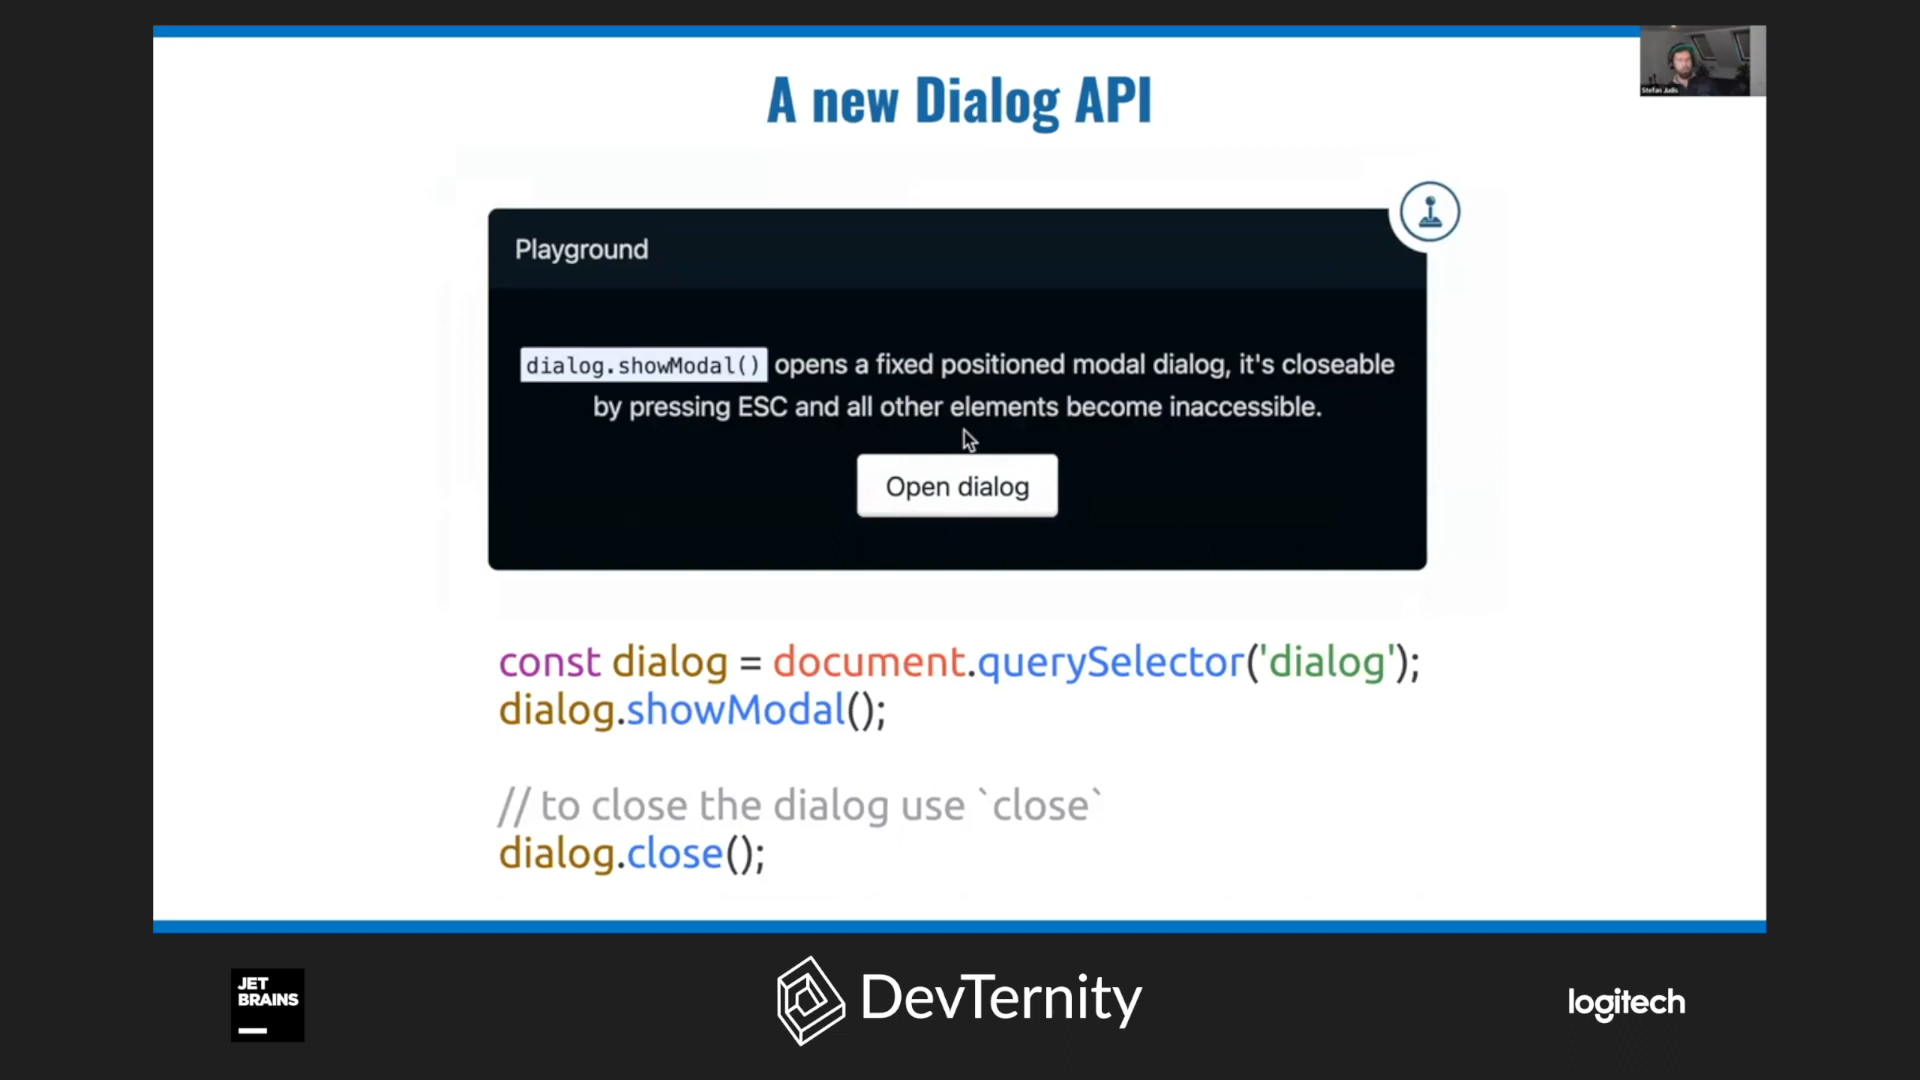 A new Dialog API
Stefan Judis
Playground
dialog.showModal() opens a fixed positioned modal dialog, it's closeable
by pressing ESC and all other elements become inaccessible.
Open dialog
const dialog = document.querySelector('dialog');
dialog.showModal();
// to close the dialog use `close`
dialog.close();
JET
BRAINS
DevTernity
logitech